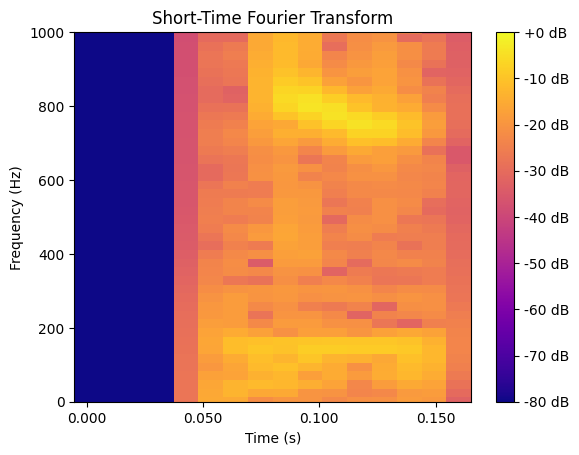 Short-Time Fourier Transform
Frequency (Hz)
1000
800
600
400
200
0
0.000
0.050
0.100
0.150
Time (s)
+0 dB
-10 dB
-20 dB
-30 dB
-40 dB
-50 dB
-60 dB
-70 dB
-80 dB